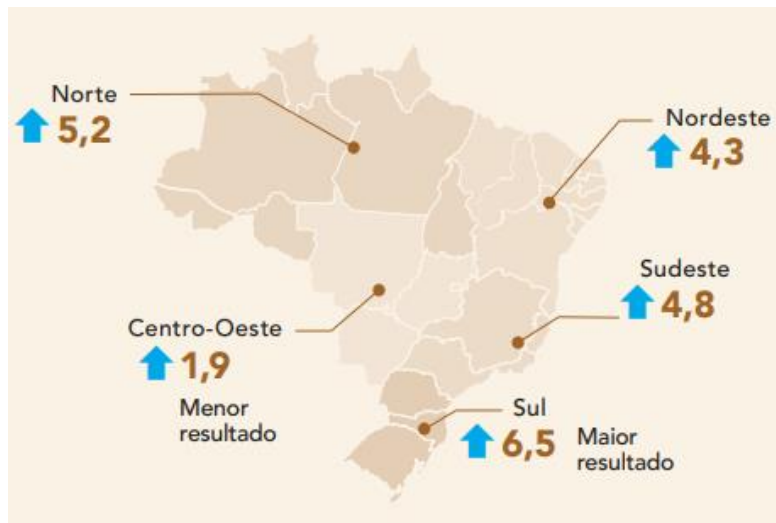 Norte
5,2
Nordeste
4,3
Sudeste
4,8
Centro-Oeste
1,9
Menor
resultado
Sul
6,5
Maior
resultado